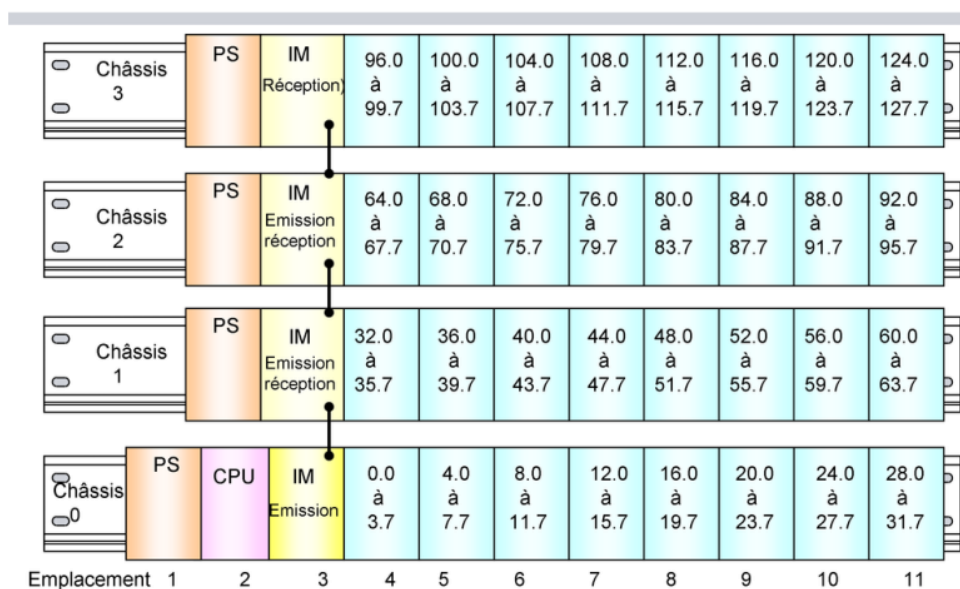 Châssis
3
PS
IM
Réception)
96.0
à
99.7
100.0
à
103.7
104.0
à
107.7
108.0
à
111.7
112.0
à
115.7
116.0
à
119.7
120.0
à
123.7
124.0
à
127.7
Châssis
2
PS
IM
Emission
réception
64.0
à
67.7
68.0
à
70.7
72.0
à
75.7
76.0
à
79.7
80.0
à
83.7
84.0
à
87.7
88.0
à
91.7
92.0
à
95.7
Châssis
1
PS
IM
Emission
réception
32.0
à
35.7
36.0
à
39.7
40.0
à
43.7
44.0
à
47.7
48.0
à
51.7
52.0
à
55.7
56.0
à
59.7
60.0
à
63.7
Châssis
0
PS
CPU
IM
Emission
0.0
à
3.7
4.0
à
7.7
8.0
à
11.7
12.0
à
15.7
16.0
à
19.7
20.0
à
23.7
24.0
à
27.7
28.0
à
31.7
Emplacement 1 2 3 4 5 6 7 8 9 10 11